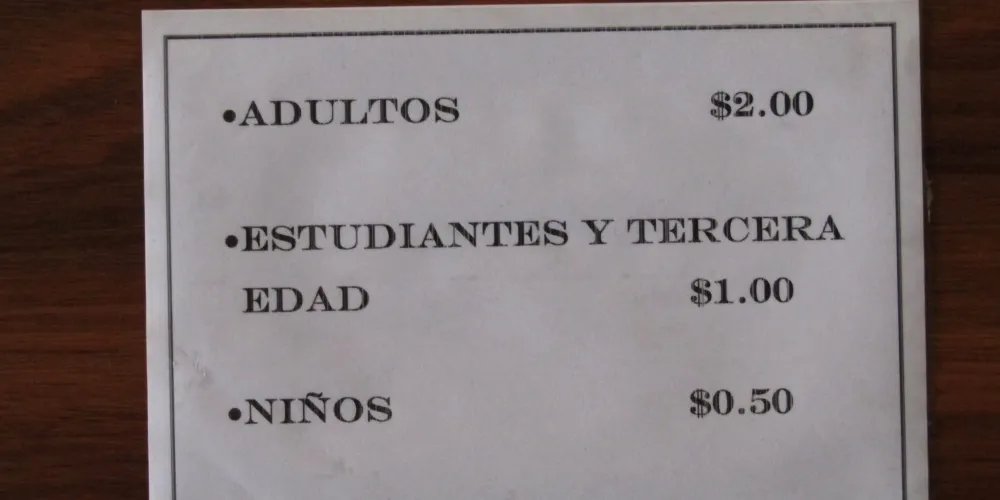 •ADULTOS $2.00
•ESTUDIANTES Y TERCERA
EDAD $1.00
•NIÑOS $0.50